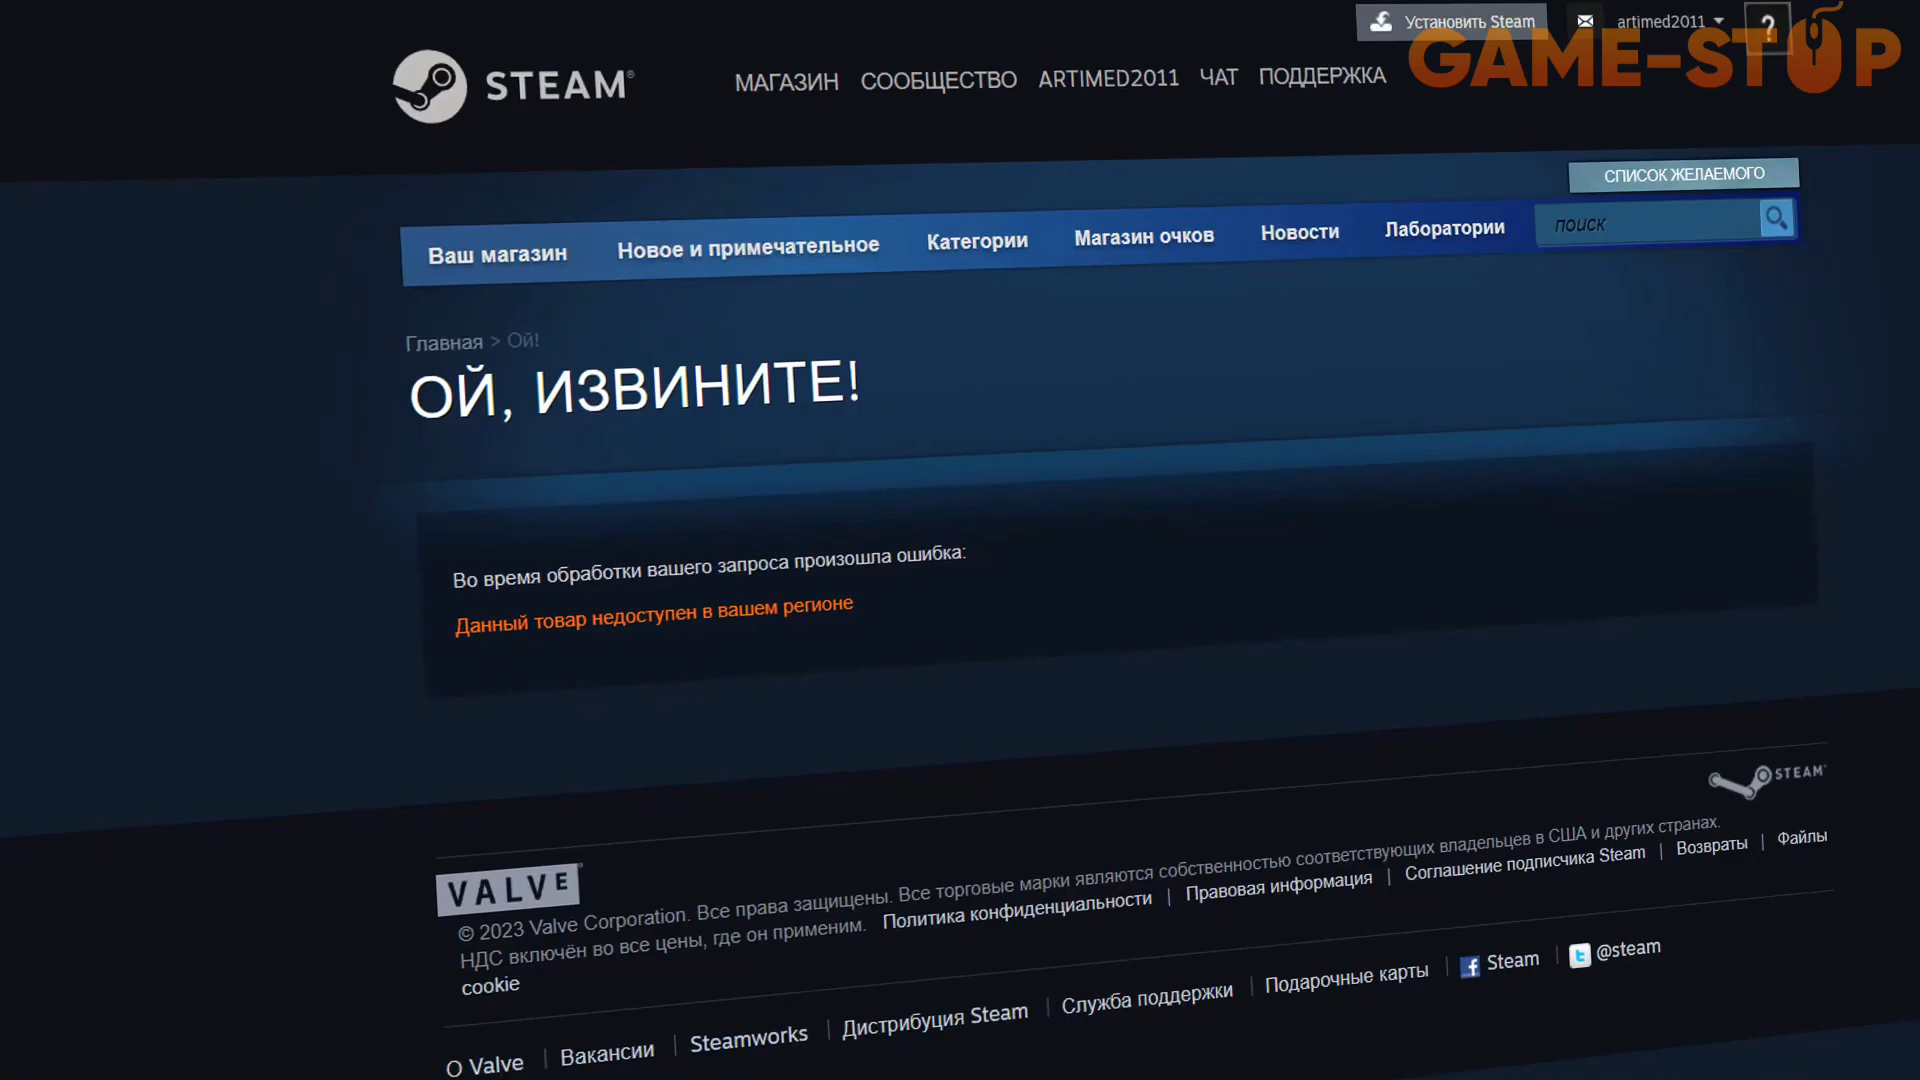 Установить Steam
artimed2011
?
GAME-STOP
STEAM®
МАГАЗИН СООБЩЕСТВО ARTIMED2011 ЧАТ ПОДДЕРЖКА
СПИСОК ЖЕЛАЕМОГО
Ваш магазин Новое и примечательное Категории Магазин очков Новости Лаборатории поиск
Главная > Ой!
ОЙ, ИЗВИНИТЕ!
Во время обработки вашего запроса произошла ошибка:
Данный товар недоступен в вашем регионе
STEAM
VALVE®
© 2023 Valve Corporation. Все права защищены. Все торговые марки являются собственностью соответствующих владельцев в США и других странах.
НДС включён во все цены, где он применим. Политика конфиденциальности | Правовая информация | Соглашение подписчика Steam | Возвраты | Файлы
cookie
О Valve | Вакансии | Steamworks | Дистрибуция Steam | Служба поддержки | Подарочные карты | Steam | @steam